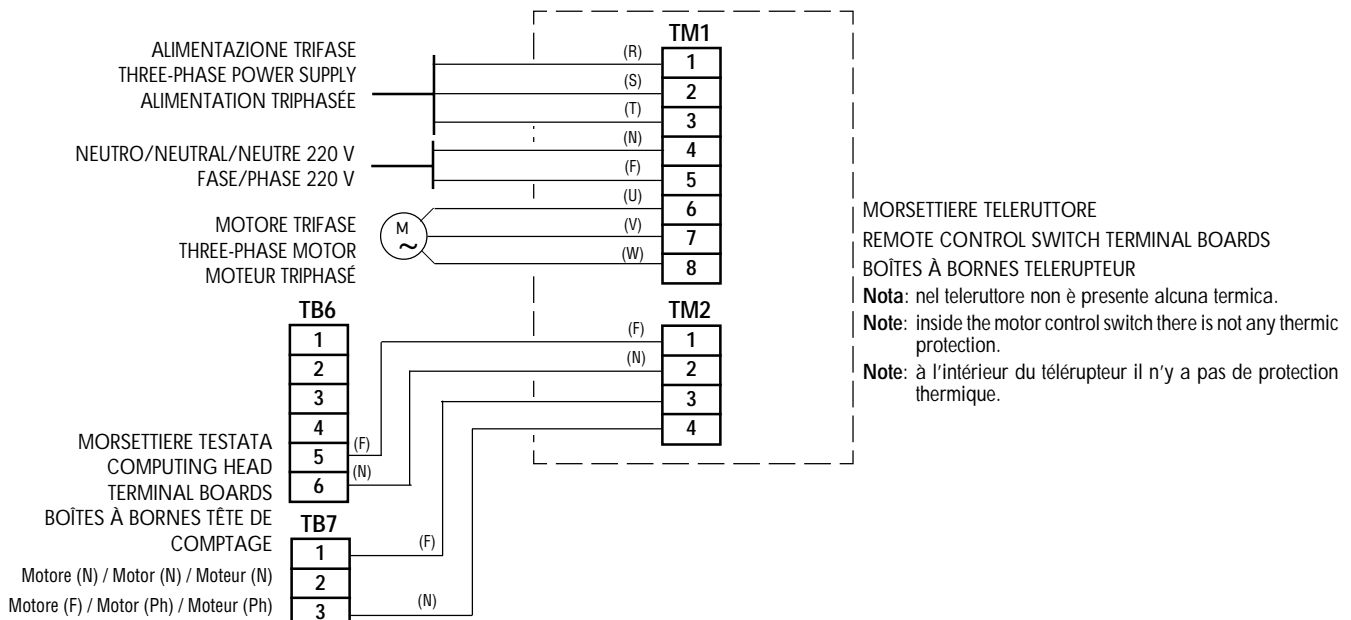 TM1
ALIMENTAZIONE TRIFASE
THREE-PHASE POWER SUPPLY
ALIMENTATION TRIPHASÉE
(R)
1
(S)
2
(T)
3
NEUTRO/NEUTRAL/NEUTRE 220 V
FASE/PHASE 220 V
(N)
4
(F)
5
MOTORE TRIFASE
THREE-PHASE MOTOR
MOTEUR TRIPHASÉ
M
~
(U)
6
(V)
7
(W)
8
MORSETTIERE TELERUTTORE
REMOTE CONTROL SWITCH TERMINAL BOARDS
BOÎTES À BORNES TELERUPTEUR
Nota: nel teleruttore non è presente alcuna termica.
Note: inside the motor control switch there is not any thermic
protection.
Note: à l'intérieur du télérupteur il n'y a pas de protection
thermique.
TB6
1
2
3
4
5
6
(F)
(N)
TM2
(F)
1
(N)
2
3
4
MORSETTIERE TESTATA
COMPUTING HEAD
TERMINAL BOARDS
BOÎTES À BORNES TÊTE DE
COMPTAGE
TB7
1
(F)
Motore (N) / Motor (N) / Moteur (N)
2
Motore (F) / Motor (Ph) / Moteur (Ph)
3
(N)